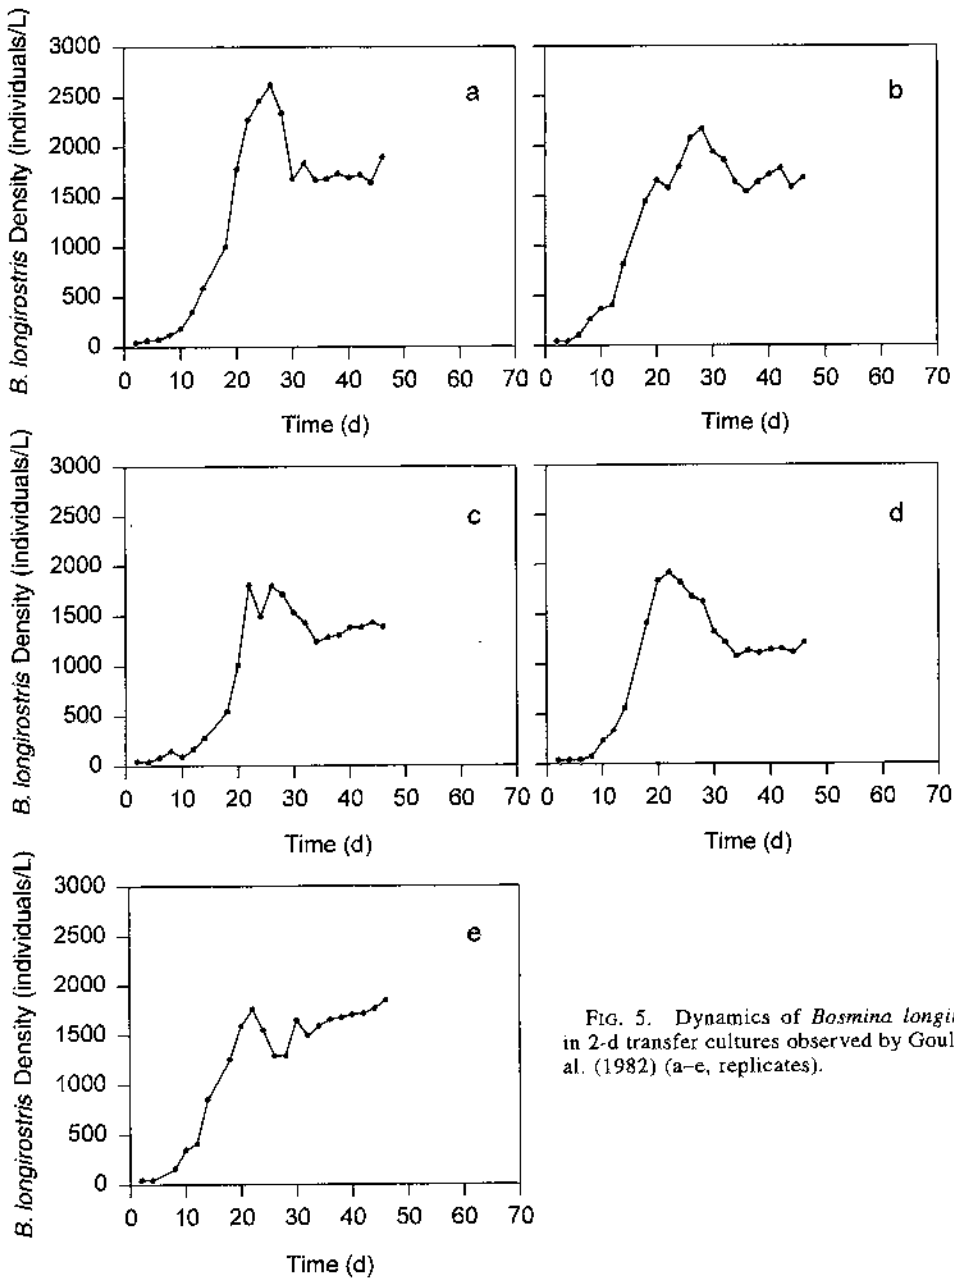 B. longirostris Density (individuals/L)
3000
2500
2000
1500
1000
500
0
a
0 10 20 30 40 50 60 70
Time (d)
b
0 10 20 30 40 50 60 70
Time (d)
B. longirostris Density (individuals/L)
3000
2500
2000
1500
1000
500
0
c
0 10 20 30 40 50 60 70
Time (d)
d
0 10 20 30 40 50 60 70
Time (d)
B. longirostris Density (individuals/L)
3000
2500
2000
1500
1000
500
0
e
0 10 20 30 40 50 60 70
Time (d)
FIG. 5. Dynamics of Bosmina
in 2-d transfer cultures observed by
al. (1982) (a–e, replicates).